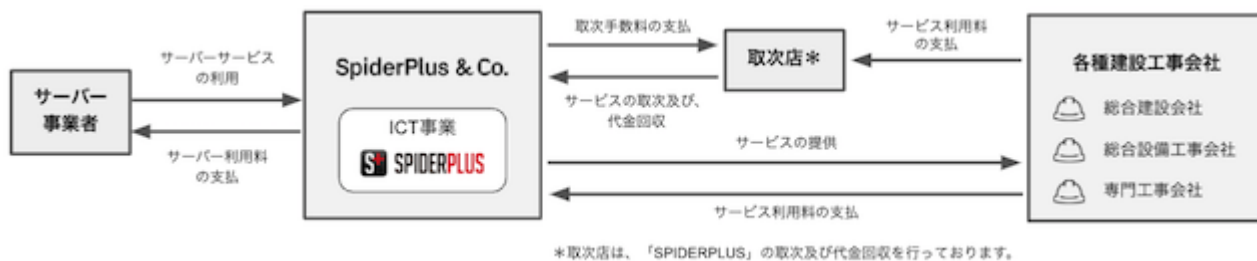 サーバー
事業者
サーバーサービス
の利用
サーバー利用料
の支払
SpiderPlus & Co.
ICT事業
S+ SPIDERPLUS
取次手数料の支払
サービスの取次及び、
代金回収
取次店＊
サービス利用料
の支払
サービスの提供
サービス利用料の支払
各種建設工事会社
総合建設会社
総合設備工事会社
専門工事会社
＊取次店は、「SPIDERPLUS」の取次及び代金回収を行っております。